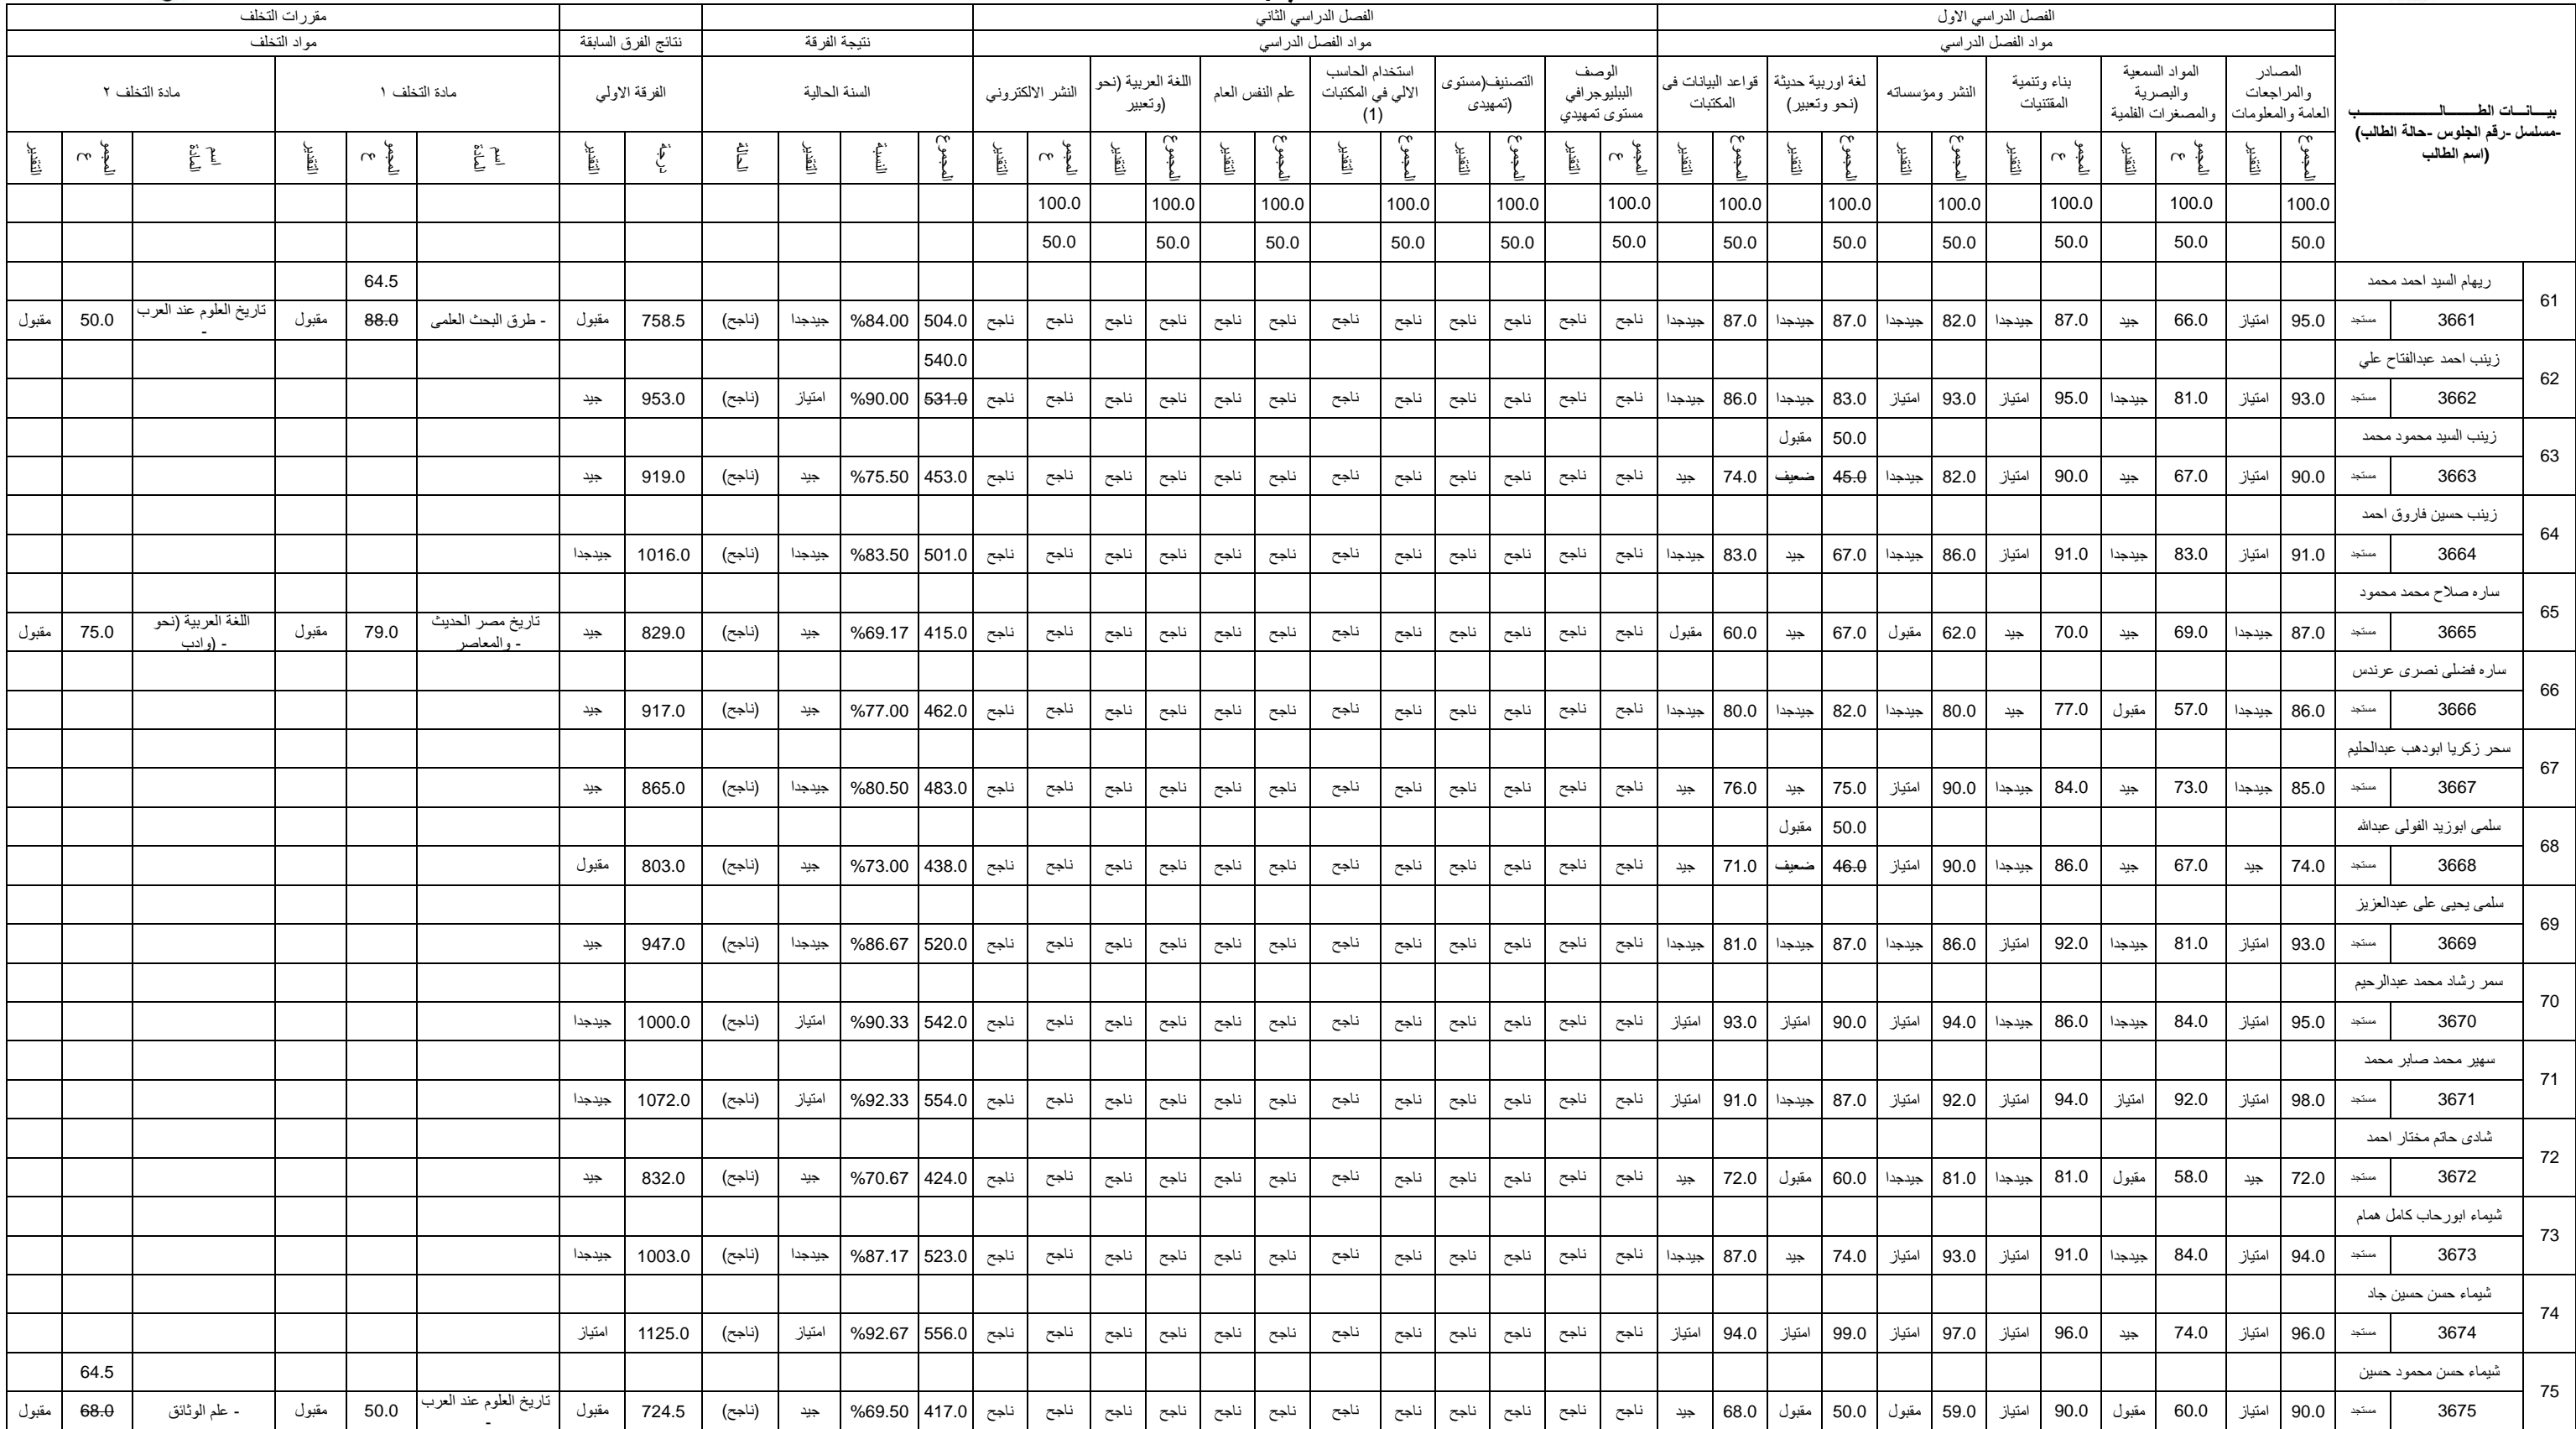 الفصل الدراسي الاول الفصل الدراسي الثاني مقررات التخلف
مواد الفصل الدراسي مواد الفصل الدراسي نتيجة الفرقة نتائج الفرق السابقة مواد التخلف
بيـــانـــات الطـــــــالـــــــــــب
(مسلسل -رقم الجلوس -حالة الطالب-
اسم الطالب)
المصادر والمراجعات العامة والمعلومات المواد السمعية والبصرية والمصغرات الفلمية بناء وتنمية المقتنيات النشر ومؤسساته لغة اوربية حديثة (نحو وتعبير) قواعد البيانات فى المكتبات الوصف الببليوجرافي مستوى تمهيدي التصنيف(مستوى تمهيدى) استخدام الحاسب الالي في المكتبات (1) علم النفس العام اللغة العربية (نحو وتعبير) النشر الالكتروني السنة الحالية الفرقة الاولي مادة التخلف ١ مادة التخلف ٢
المجموع التقدير المجموع التقدير المجموع التقدير المجموع التقدير المجموع التقدير المجموع التقدير المجموع التقدير المجموع التقدير المجموع التقدير المجموع التقدير المجموع التقدير المجموع التقدير المجموع النسبة التقدير الحالة درجة التقدير اسم المادة المجموع التقدير اسم المادة المجموع التقدير
100.0 100.0 100.0 100.0 100.0 100.0 100.0 100.0 100.0 100.0 100.0 100.0
50.0 50.0 50.0 50.0 50.0 50.0 50.0 50.0 50.0 50.0 50.0 50.0
61 ريهام السيد احمد محمد 64.5
3661 مستجد 95.0 امتياز 66.0 جيد 87.0 جيدجدا 82.0 جيدجدا 87.0 جيدجدا 87.0 جيدجدا ناجح ناجح ناجح ناجح ناجح ناجح ناجح ناجح ناجح ناجح ناجح ناجح 504.0 %84.00 جيدجدا (ناجح) 758.5 مقبول - طرق البحث العلمى 88.0 مقبول تاريخ العلوم عند العرب - 50.0 مقبول
62 زينب احمد عبدالفتاح علي 540.0
3662 مستجد 93.0 امتياز 81.0 جيدجدا 95.0 امتياز 93.0 امتياز 83.0 جيدجدا 86.0 جيدجدا ناجح ناجح ناجح ناجح ناجح ناجح ناجح ناجح ناجح ناجح ناجح ناجح 531.0 %90.00 امتياز (ناجح) 953.0 جيد
63 زينب السيد محمود محمد 50.0 مقبول
3663 مستجد 90.0 امتياز 67.0 جيد 90.0 امتياز 82.0 جيدجدا 45.0 ضعيف 74.0 جيد ناجح ناجح ناجح ناجح ناجح ناجح ناجح ناجح ناجح ناجح ناجح ناجح 453.0 %75.50 جيد (ناجح) 919.0 جيد
64 زينب حسين فاروق احمد
3664 مستجد 91.0 امتياز 83.0 جيدجدا 91.0 امتياز 86.0 جيدجدا 67.0 جيد 83.0 جيدجدا ناجح ناجح ناجح ناجح ناجح ناجح ناجح ناجح ناجح ناجح ناجح ناجح 501.0 %83.50 جيدجدا (ناجح) 1016.0 جيدجدا
65 ساره صلاح محمد محمود
3665 مستجد 87.0 جيدجدا 69.0 جيد 70.0 جيد 62.0 مقبول 67.0 جيد 60.0 مقبول ناجح ناجح ناجح ناجح ناجح ناجح ناجح ناجح ناجح ناجح ناجح ناجح 415.0 %69.17 جيد (ناجح) 829.0 جيد تاريخ مصر الحديث والمعاصر - 79.0 مقبول اللغة العربية (نحو وادب) - 75.0 مقبول
66 ساره فضلى نصرى عرندس
3666 مستجد 86.0 جيدجدا 57.0 مقبول 77.0 جيد 80.0 جيدجدا 82.0 جيدجدا 80.0 جيدجدا ناجح ناجح ناجح ناجح ناجح ناجح ناجح ناجح ناجح ناجح ناجح ناجح 462.0 %77.00 جيد (ناجح) 917.0 جيد
67 سحر زكريا ابودهب عبدالحليم
3667 مستجد 85.0 جيدجدا 73.0 جيد 84.0 جيدجدا 90.0 امتياز 75.0 جيد 76.0 جيد ناجح ناجح ناجح ناجح ناجح ناجح ناجح ناجح ناجح ناجح ناجح ناجح 483.0 %80.50 جيدجدا (ناجح) 865.0 جيد
68 سلمى ابوزيد الفولى عبدالله 50.0 مقبول
3668 مستجد 74.0 جيد 67.0 جيد 86.0 جيدجدا 90.0 امتياز 46.0 ضعيف 71.0 جيد ناجح ناجح ناجح ناجح ناجح ناجح ناجح ناجح ناجح ناجح ناجح ناجح 438.0 %73.00 جيد (ناجح) 803.0 مقبول
69 سلمى يحيى على عبدالعزيز
3669 مستجد 93.0 امتياز 81.0 جيدجدا 92.0 امتياز 86.0 جيدجدا 87.0 جيدجدا 81.0 جيدجدا ناجح ناجح ناجح ناجح ناجح ناجح ناجح ناجح ناجح ناجح ناجح ناجح 520.0 %86.67 جيدجدا (ناجح) 947.0 جيد
70 سمر رشاد محمد عبدالرحيم
3670 مستجد 95.0 امتياز 84.0 جيدجدا 86.0 جيدجدا 94.0 امتياز 90.0 امتياز 93.0 امتياز ناجح ناجح ناجح ناجح ناجح ناجح ناجح ناجح ناجح ناجح ناجح ناجح 542.0 %90.33 امتياز (ناجح) 1000.0 جيدجدا
71 سهير محمد صابر محمد
3671 مستجد 98.0 امتياز 92.0 امتياز 94.0 امتياز 92.0 امتياز 87.0 جيدجدا 91.0 امتياز ناجح ناجح ناجح ناجح ناجح ناجح ناجح ناجح ناجح ناجح ناجح ناجح 554.0 %92.33 امتياز (ناجح) 1072.0 جيدجدا
72 شادى حاتم مختار احمد
3672 مستجد 72.0 جيد 58.0 مقبول 81.0 جيدجدا 81.0 جيدجدا 60.0 مقبول 72.0 جيد ناجح ناجح ناجح ناجح ناجح ناجح ناجح ناجح ناجح ناجح ناجح ناجح 424.0 %70.67 جيد (ناجح) 832.0 جيد
73 شيماء ابورحاب كامل همام
3673 مستجد 94.0 امتياز 84.0 جيدجدا 91.0 امتياز 93.0 امتياز 74.0 جيد 87.0 جيدجدا ناجح ناجح ناجح ناجح ناجح ناجح ناجح ناجح ناجح ناجح ناجح ناجح 523.0 %87.17 جيدجدا (ناجح) 1003.0 جيدجدا
74 شيماء حسن حسين جاد
3674 مستجد 96.0 امتياز 74.0 جيد 96.0 امتياز 97.0 امتياز 99.0 امتياز 94.0 امتياز ناجح ناجح ناجح ناجح ناجح ناجح ناجح ناجح ناجح ناجح ناجح ناجح 556.0 %92.67 امتياز (ناجح) 1125.0 امتياز
75 شيماء حسن محمود حسين 64.5
3675 مستجد 90.0 امتياز 60.0 مقبول 90.0 امتياز 59.0 مقبول 50.0 مقبول 68.0 جيد ناجح ناجح ناجح ناجح ناجح ناجح ناجح ناجح ناجح ناجح ناجح ناجح 417.0 %69.50 جيد (ناجح) 724.5 مقبول تاريخ العلوم عند العرب - 50.0 مقبول - علم الوثائق 68.0 مقبول